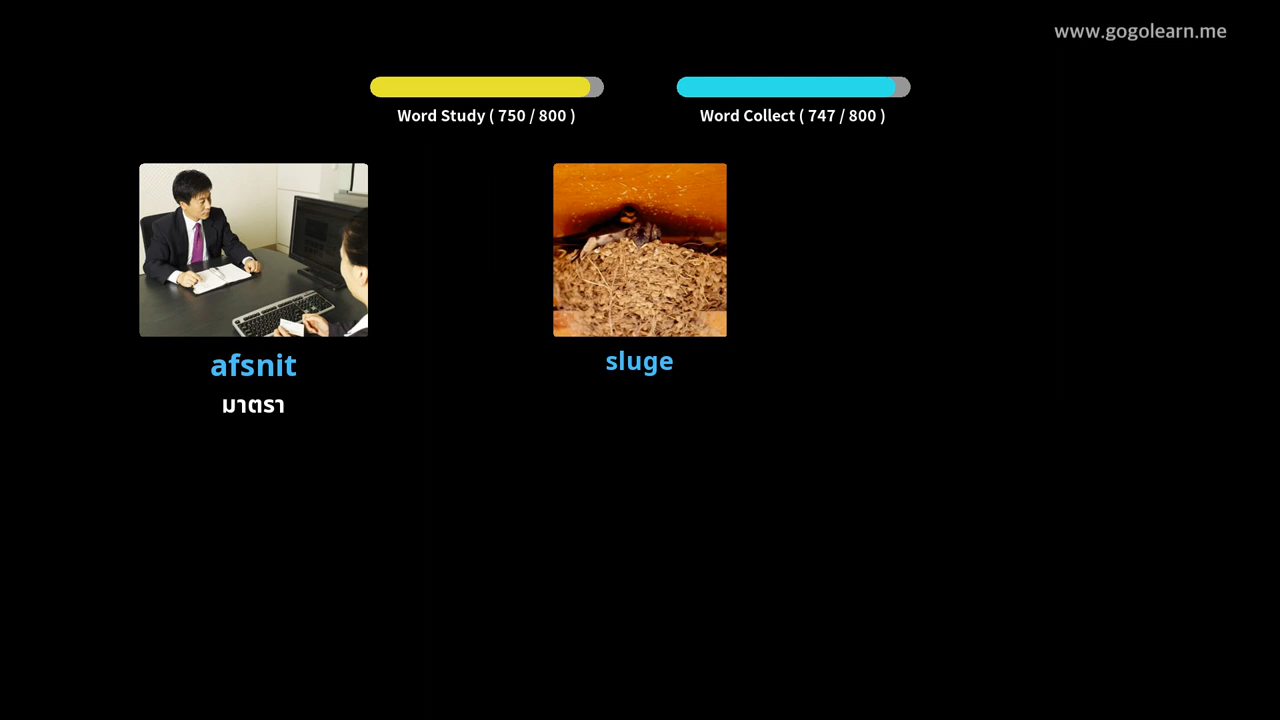 www.gogolearn.me
Word Study ( 750 / 800 )
Word Collect ( 747 / 800 )
afsnit
มาตรา
sluge